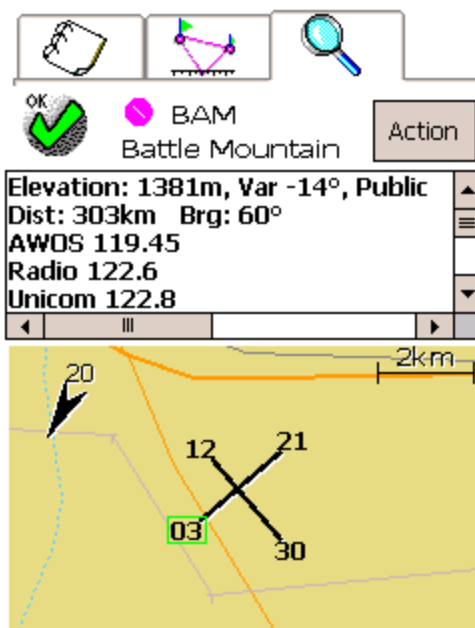 OK
BAM
Battle Mountain
Action
Elevation: 1381m, Var -14°, Public
Dist: 303km Brg: 60°
AWOS 119.45
Radio 122.6
Unicom 122.8
2km
20
12
21
03
30